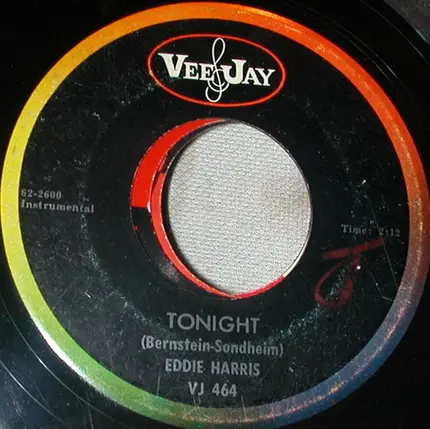 VEE JAY
62-2600
Instrumental
Time: 2:12
TONIGHT
(Bernstein-Sondheim)
EDDIE HARRIS
VJ 464